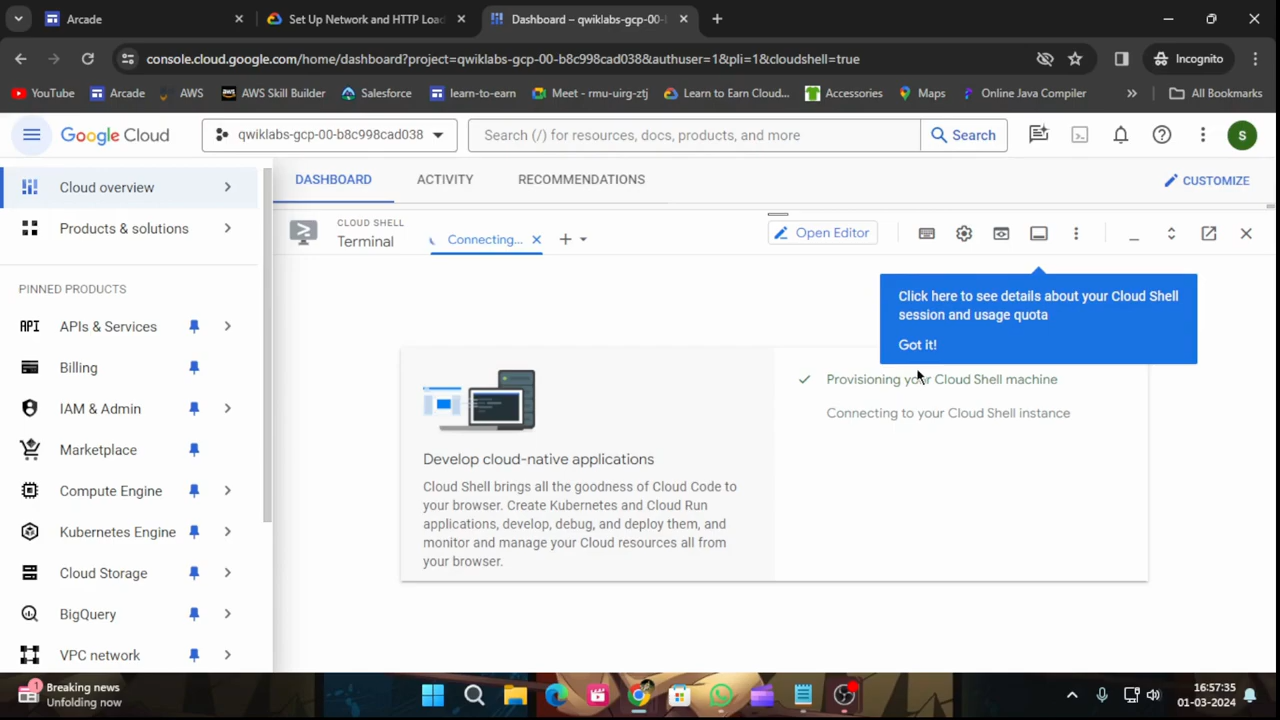 Arcade
Set Up Network and HTTP Load
Dashboard – qwiklabs-gcp-00-
console.cloud.google.com/home/dashboard?project=qwiklabs-gcp-00-b8c998cad038&authuser=1&pli=1&cloudshell=true
Incognito
YouTube
Arcade
AWS
AWS Skill Builder
Salesforce
learn-to-earn
Meet - rmu-uirg-ztj
Learn to Earn Cloud...
Accessories
Maps
Online Java Compiler
All Bookmarks
Google Cloud
qwiklabs-gcp-00-b8c998cad038
Search (/) for resources, docs, products, and more
Search
S
Cloud overview
Products & solutions
PINNED PRODUCTS
APIs & Services
Billing
IAM & Admin
Marketplace
Compute Engine
Kubernetes Engine
Cloud Storage
BigQuery
VPC network
DASHBOARD
ACTIVITY
RECOMMENDATIONS
CUSTOMIZE
CLOUD SHELL
Terminal
Connecting...
Open Editor
Click here to see details about your Cloud Shell
session and usage quota
Got it!
Develop cloud-native applications
Cloud Shell brings all the goodness of Cloud Code to
your browser. Create Kubernetes and Cloud Run
applications, develop, debug, and deploy them, and
monitor and manage your Cloud resources all from
your browser.
Provisioning your Cloud Shell machine
Connecting to your Cloud Shell instance
1
Breaking news
Unfolding now
16:57:35
01-03-2024